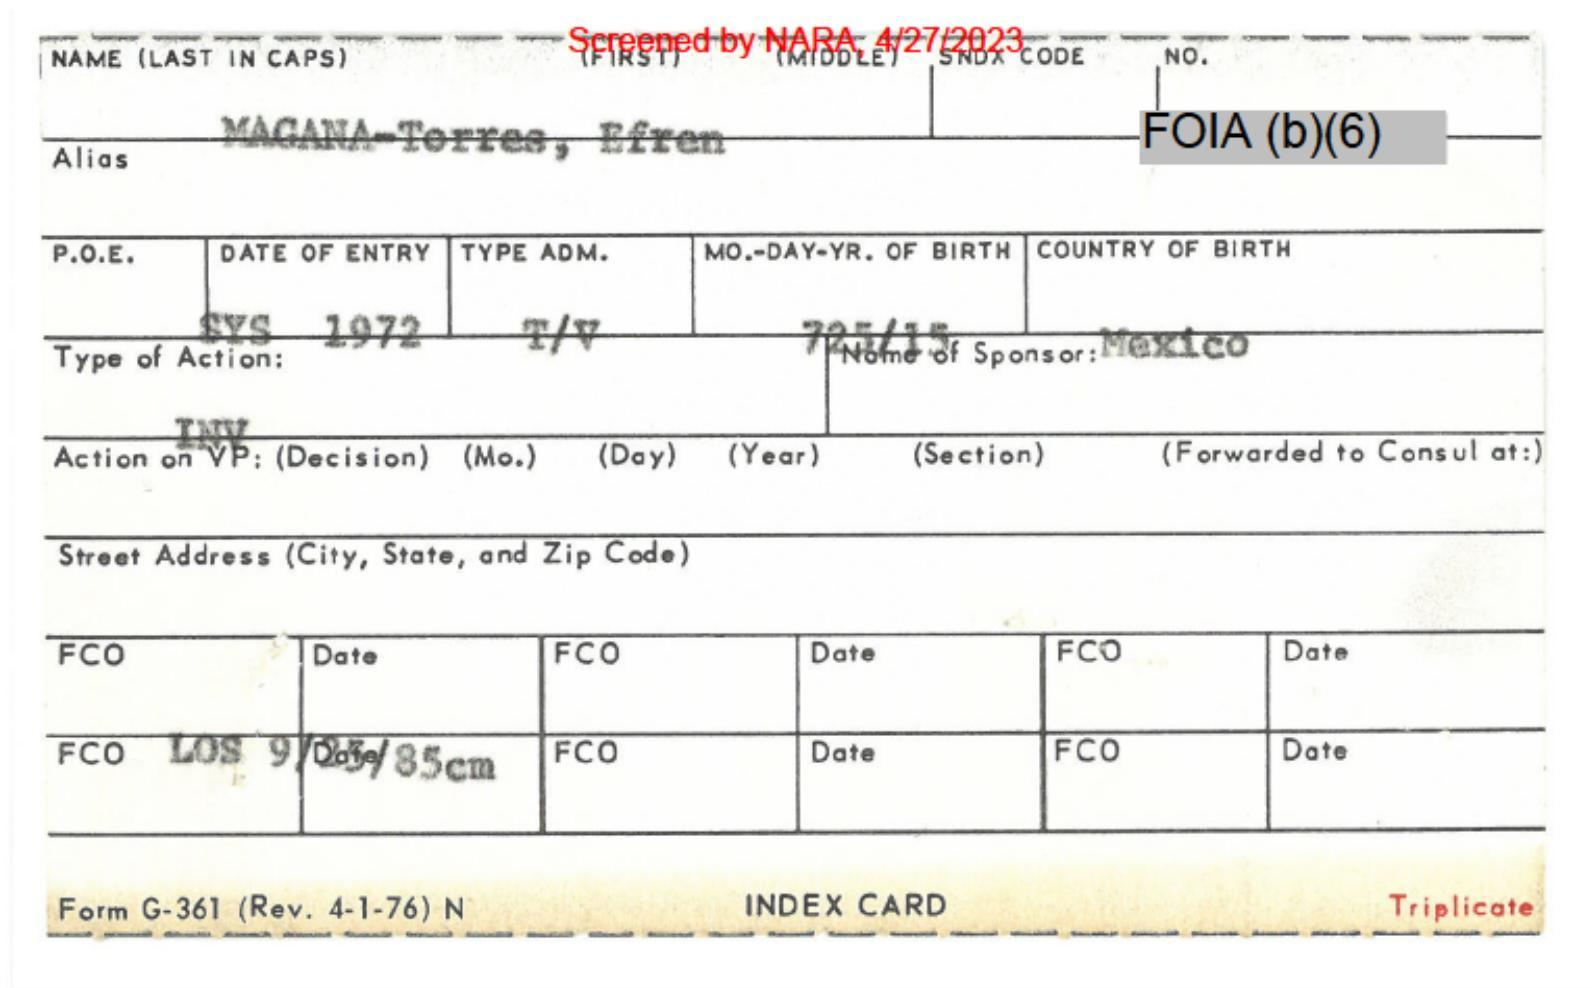 Screened by NARA, 4/27/2023
NAME (LAST IN CAPS) (FIRST) (MIDDLE) SNDX CODE NO.
MAGANA-Torres, Efren
FOIA (b)(6)
Alias
P.O.E. DATE OF ENTRY TYPE ADM. MO.-DAY-YR. OF BIRTH COUNTRY OF BIRTH
SYS 1972 T/V 725/15 Mexico
Type of Action: Name of Sponsor:
INV
Action on VP: (Decision) (Mo.) (Day) (Year) (Section) (Forwarded to Consul at:)
Street Address (City, State, and Zip Code)
FCO Date FCO Date FCO Date
FCO Date FCO Date FCO Date
LOS 9/25/85cm
Form G-361 (Rev. 4-1-76) N INDEX CARD Triplicate